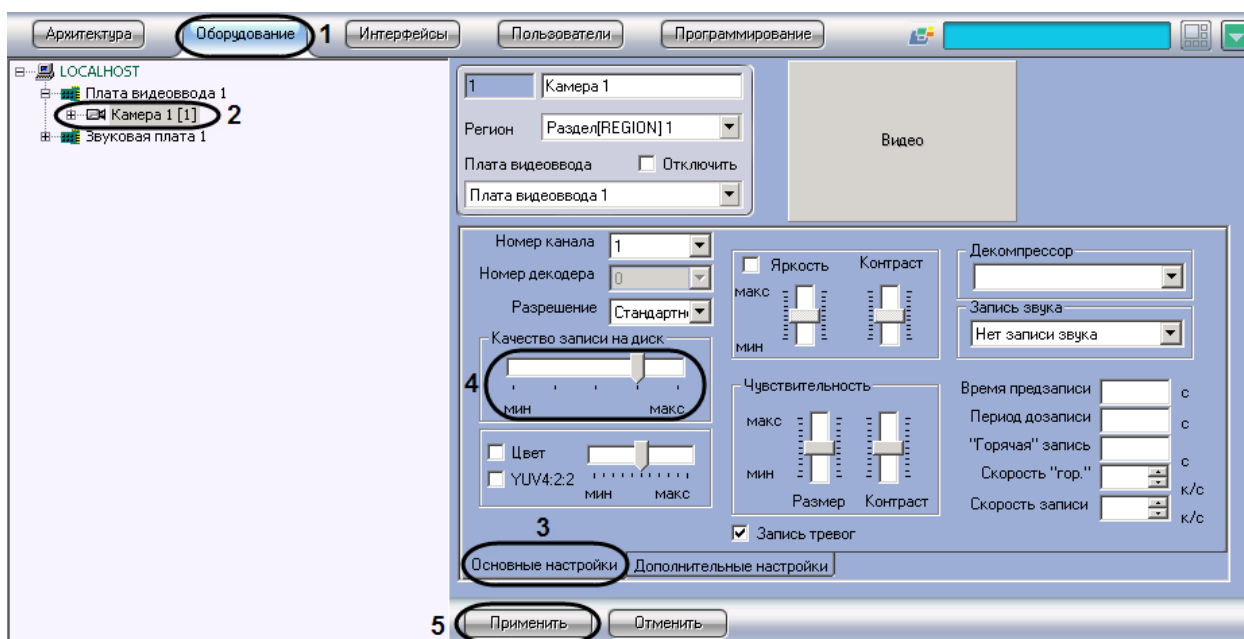 Архитектура Оборудование 1 Интерфейсы Пользователи Программирование
LOCALHOST
Плата видеоввода 1
Камера 1 [1] 2
Звуковая плата 1
1 Камера 1
Регион Раздел[REGION] 1
Плата видеоввода Отключить
Плата видеоввода 1
Видео
Номер канала 1
Номер декодера 0
Разрешение Стандартн
Качество записи на диск
4
мин макс
Цвет
YUV4:2:2
мин макс
3
Яркость Контраст
макс
мин
Чувствительность
макс
мин
Размер Контраст
Запись тревог
Декомпрессор
Запись звука
Нет записи звука
Время предзаписи с
Период дозаписи с
"Горячая" запись с
Скорость "гор." к/с
Скорость записи к/с
Основные настройки Дополнительные настройки
5 Применить Отменить